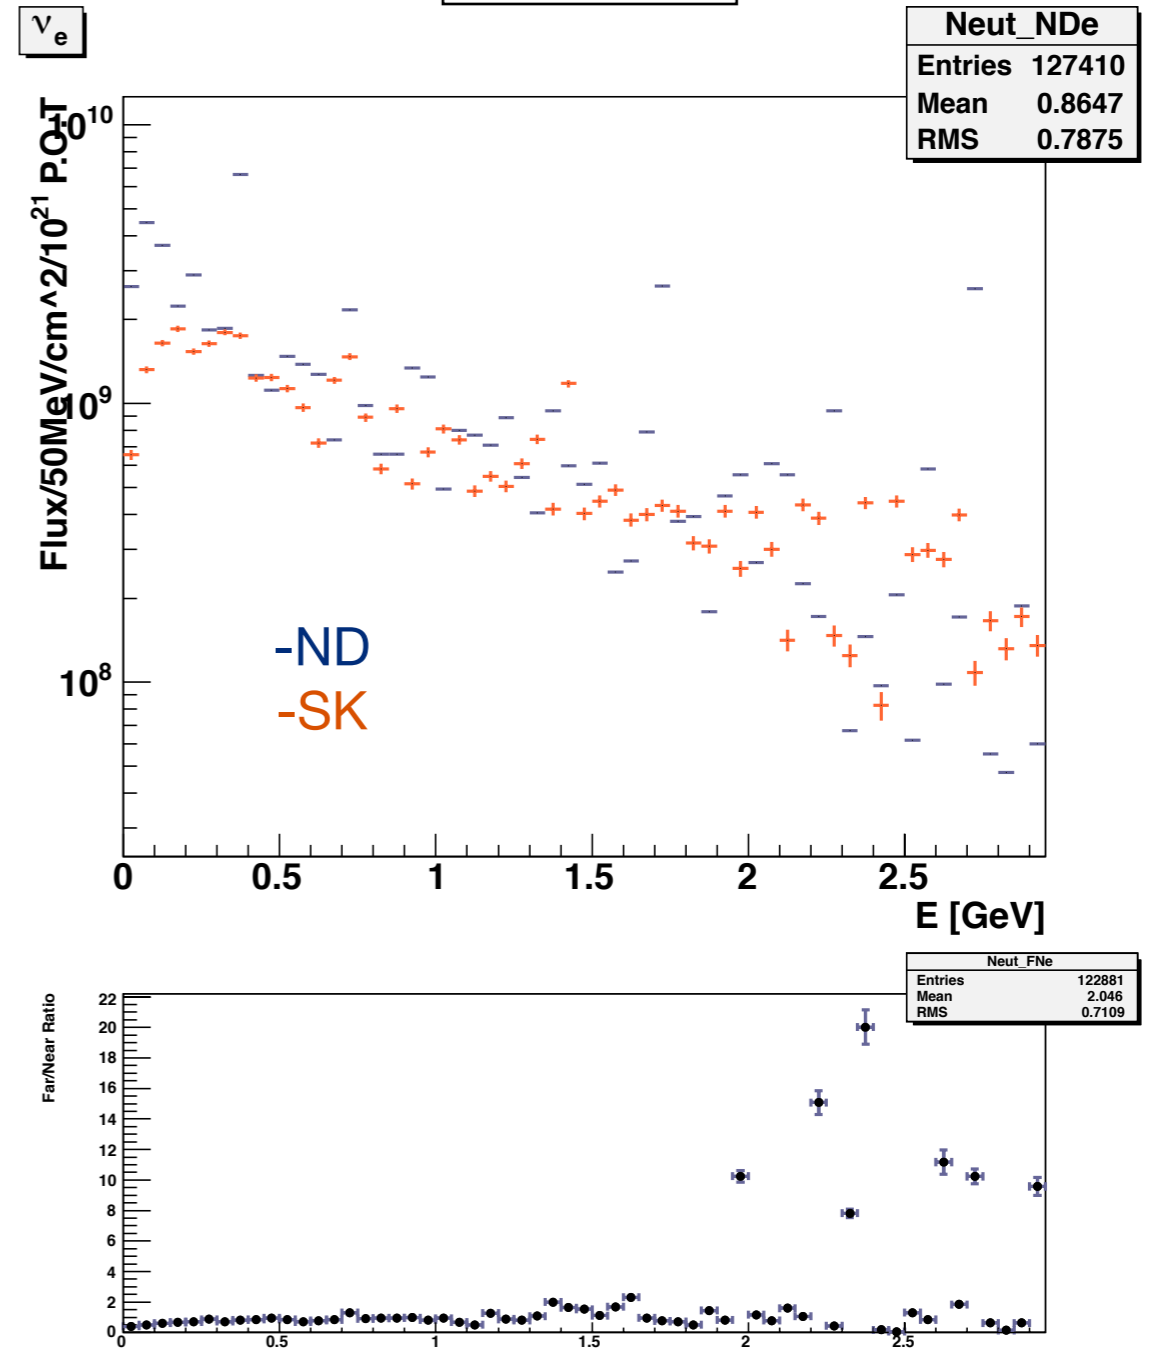 νe
Neut_NDe
Entries 127410
Mean 0.8647
RMS 0.7875
Flux/50MeV/cm^2/10^21 P.O.T
10^10
10^9
10^8
-ND
-SK
0 0.5 1 1.5 2 2.5
E [GeV]
Neut_FNe
Entries 122881
Mean 2.046
RMS 0.7109
Far/Near Ratio
22
20
18
16
14
12
10
8
6
4
2
0
0 0.5 1 1.5 2 2.5